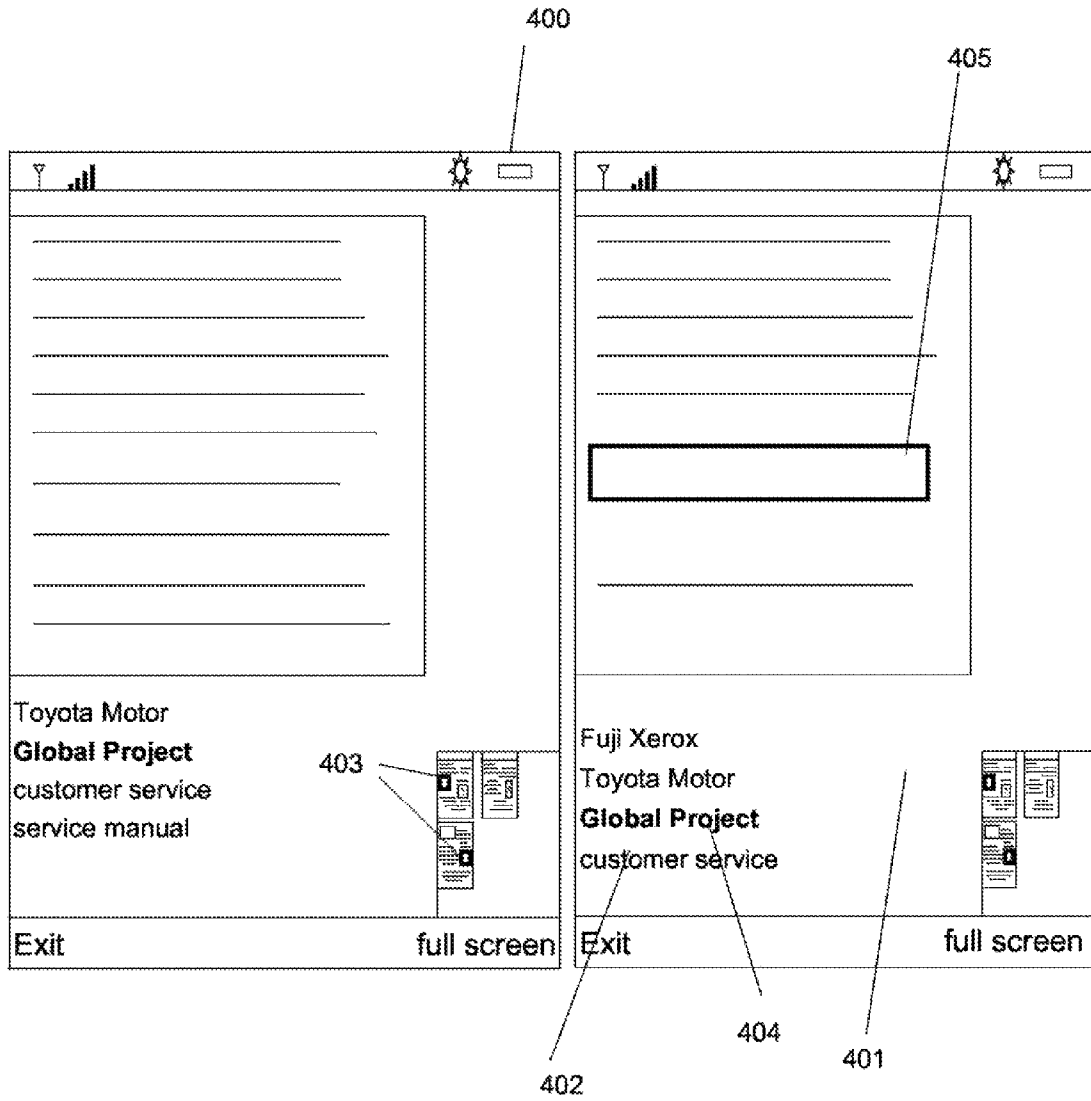 400
405
Toyota Motor
Global Project
customer service
service manual
403
Exit
full screen
Fuji Xerox
Toyota Motor
Global Project
customer service
Exit
full screen
404
401
402